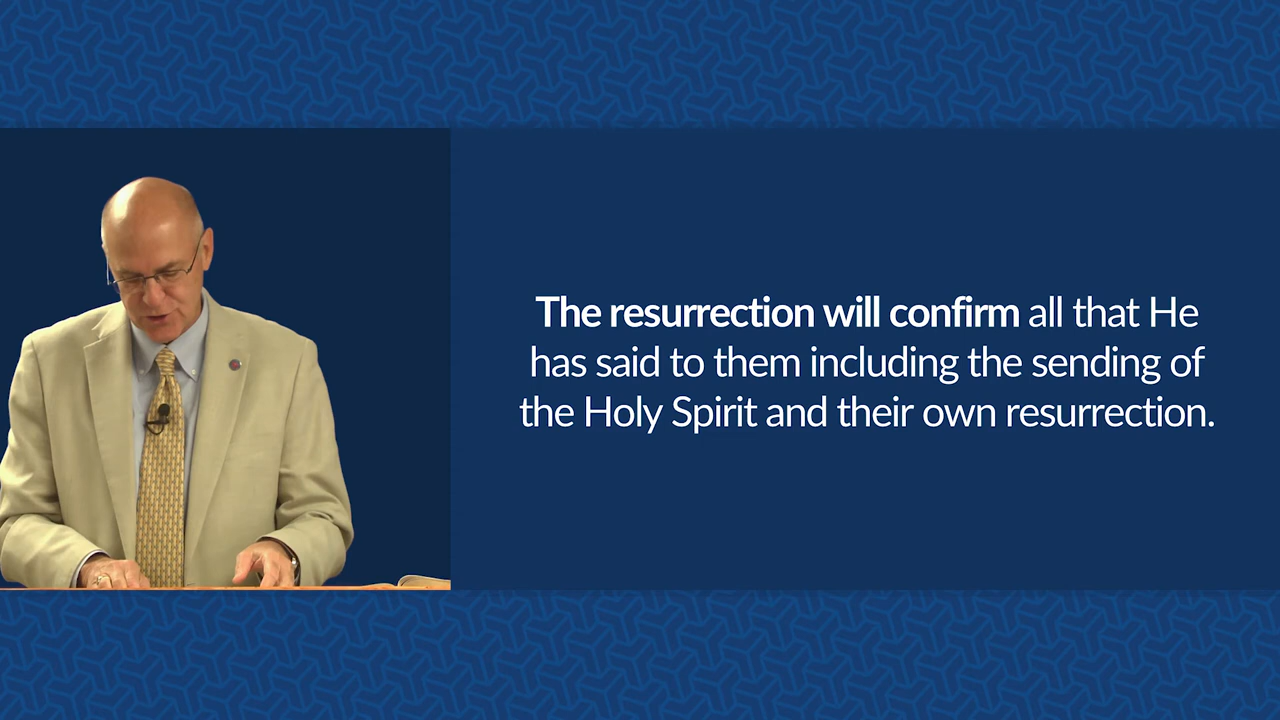 The resurrection will confirm all that He
has said to them including the sending of
the Holy Spirit and their own resurrection.